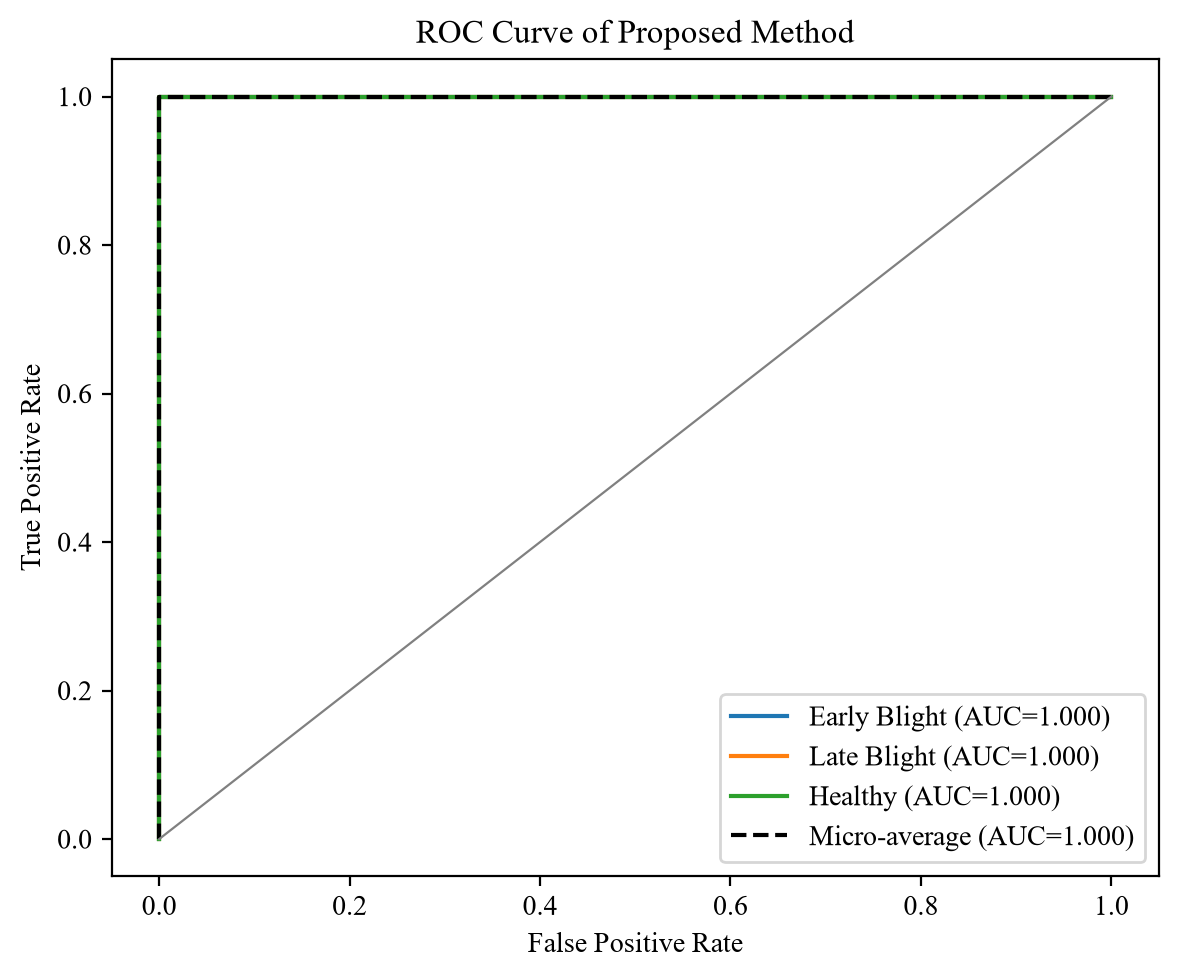 ROC Curve of Proposed Method
True Positive Rate
1.0
0.8
0.6
0.4
0.2
0.0
0.0 0.2 0.4 0.6 0.8 1.0
False Positive Rate
Early Blight (AUC=1.000)
Late Blight (AUC=1.000)
Healthy (AUC=1.000)
Micro-average (AUC=1.000)